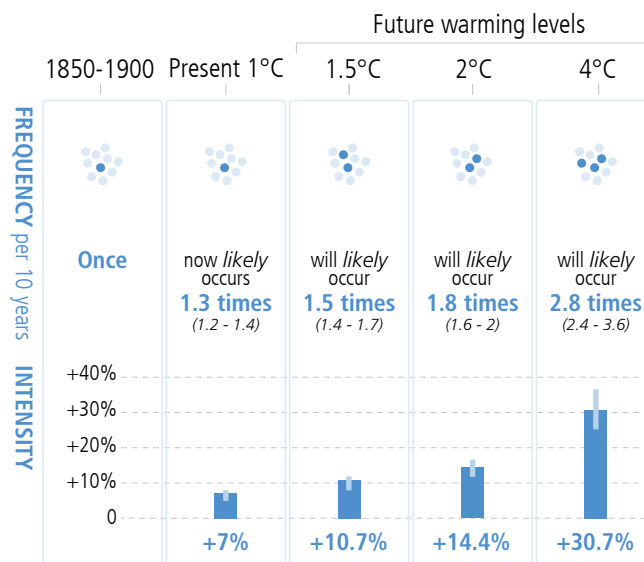 Future warming levels
1850-1900 Present 1°C 1.5°C 2°C 4°C
FREQUENCY per 10 years
Once
now likely
occurs
1.3 times
(1.2 - 1.4)
will likely
occur
1.5 times
(1.4 - 1.7)
will likely
occur
1.8 times
(1.6 - 2)
will likely
occur
2.8 times
(2.4 - 3.6)
INTENSITY
+40%
+30%
+20%
+10%
0
+7% +10.7% +14.4% +30.7%